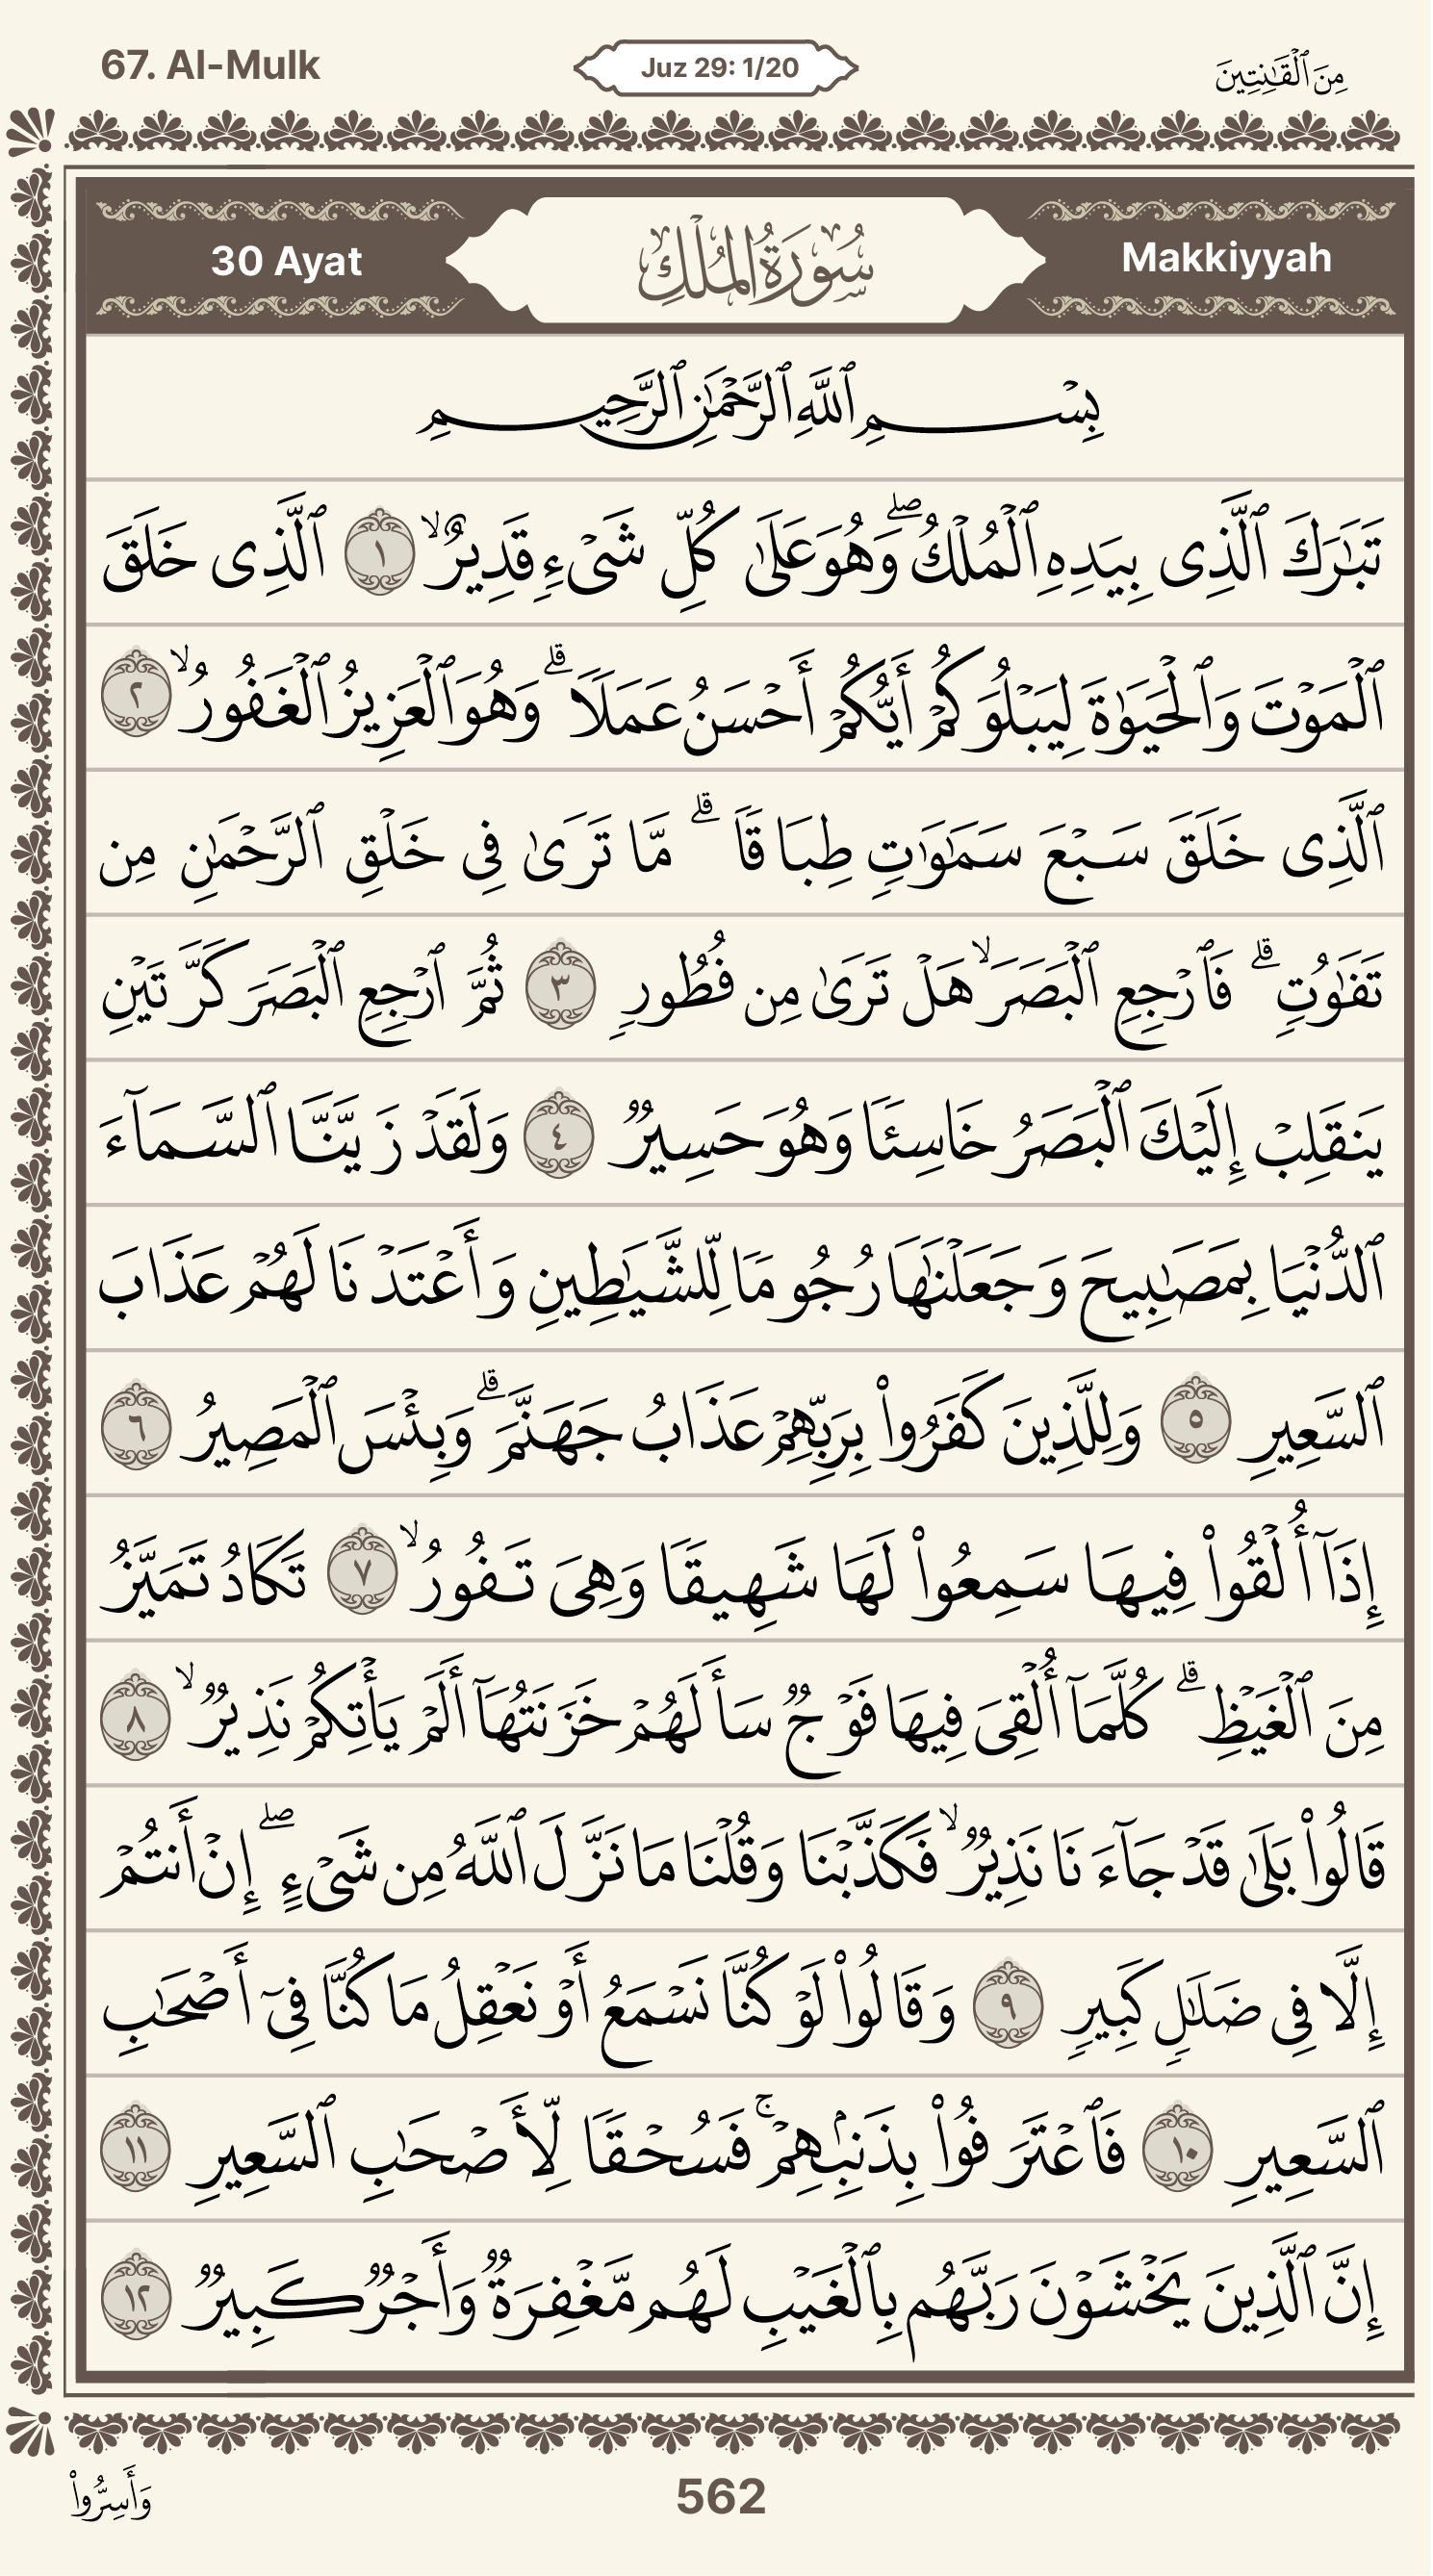 67. Al-Mulk
Juz 29: 1/20
مِنَ ٱلْقَـٰنِتِينَ
30 Ayat
سُورَةُ المُلْكِ
Makkiyyah
بِسْمِ ٱللَّهِ ٱلرَّحْمَـٰنِ ٱلرَّحِيمِ
تَبَـٰرَكَ ٱلَّذِى بِيَدِهِ ٱلْمُلْكُ ۖ وَهُوَ عَلَىٰ كُلِّ شَىْءٍ قَدِيرٌ ۙ ١ ٱلَّذِى خَلَقَ
ٱلْمَوْتَ وَٱلْحَيَوٰةَ لِيَبْلُوَكُمْ أَيُّكُمْ أَحْسَنُ عَمَلًا ۗ وَهُوَ ٱلْعَزِيزُ ٱلْغَفُورُ ۙ ٢
ٱلَّذِى خَلَقَ سَبْعَ سَمَـٰوَٰتٍ طِبَاقًا ۗ مَّا تَرَىٰ فِى خَلْقِ ٱلرَّحْمَـٰنِ مِن
تَفَـٰوُتٍ ۗ فَٱرْجِعِ ٱلْبَصَرَ ۙ هَلْ تَرَىٰ مِن فُطُورٍ ٣ ثُمَّ ٱرْجِعِ ٱلْبَصَرَ كَرَّتَيْنِ
يَنقَلِبْ إِلَيْكَ ٱلْبَصَرُ خَاسِئًا وَهُوَ حَسِيرٌ ٤ وَلَقَدْ زَيَّنَّا ٱلسَّمَآءَ
ٱلدُّنْيَا بِمَصَـٰبِيحَ وَجَعَلْنَـٰهَا رُجُومًا لِّلشَّيَـٰطِينِ وَأَعْتَدْنَا لَهُمْ عَذَابَ
ٱلسَّعِيرِ ٥ وَلِلَّذِينَ كَفَرُوا۟ بِرَبِّهِمْ عَذَابُ جَهَنَّمَ ۗ وَبِئْسَ ٱلْمَصِيرُ ٦
إِذَآ أُلْقُوا۟ فِيهَا سَمِعُوا۟ لَهَا شَهِيقًا وَهِىَ تَفُورُ ۙ ٧ تَكَادُ تَمَيَّزُ
مِنَ ٱلْغَيْظِ ۗ كُلَّمَآ أُلْقِىَ فِيهَا فَوْجٌ سَأَلَهُمْ خَزَنَتُهَآ أَلَمْ يَأْتِكُمْ نَذِيرٌ ۙ ٨
قَالُوا۟ بَلَىٰ قَدْ جَآءَنَا نَذِيرٌ ۙ فَكَذَّبْنَا وَقُلْنَا مَا نَزَّلَ ٱللَّهُ مِن شَىْءٍ ۖ إِنْ أَنتُمْ
إِلَّا فِى ضَلَـٰلٍ كَبِيرٍ ٩ وَقَالُوا۟ لَوْ كُنَّا نَسْمَعُ أَوْ نَعْقِلُ مَا كُنَّا فِىٓ أَصْحَـٰبِ
ٱلسَّعِيرِ ١٠ فَٱعْتَرَفُوا۟ بِذَنۢبِهِمْ ۚ فَسُحْقًا لِّأَصْحَـٰبِ ٱلسَّعِيرِ ١١
إِنَّ ٱلَّذِينَ يَخْشَوْنَ رَبَّهُم بِٱلْغَيْبِ لَهُم مَّغْفِرَةٌ وَأَجْرٌ كَبِيرٌ ١٢
وَأَسِرُّوا۟
562